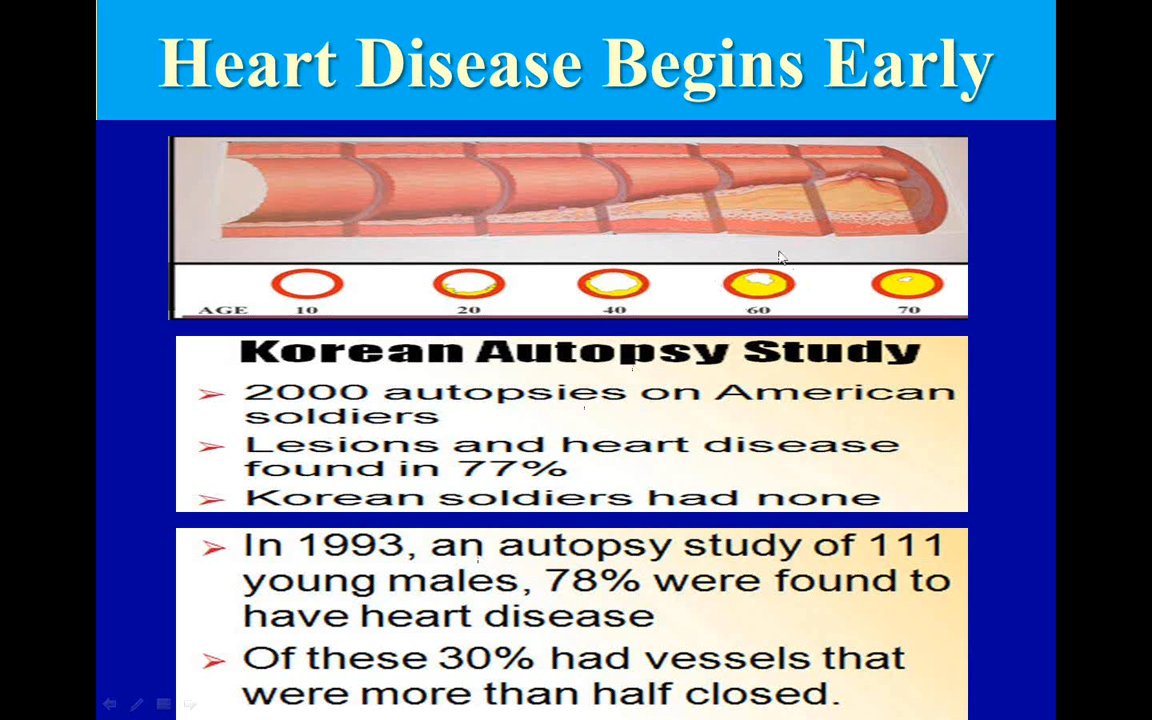 Heart Disease Begins Early
AGE 10 20 40 60 70
Korean Autopsy Study
➢ 2000 autopsies on American
soldiers
➢ Lesions and heart disease
found in 77%
➢ Korean soldiers had none
➢ In 1993, an autopsy study of 111
young males, 78% were found to
have heart disease
➢ Of these 30% had vessels that
were more than half closed.